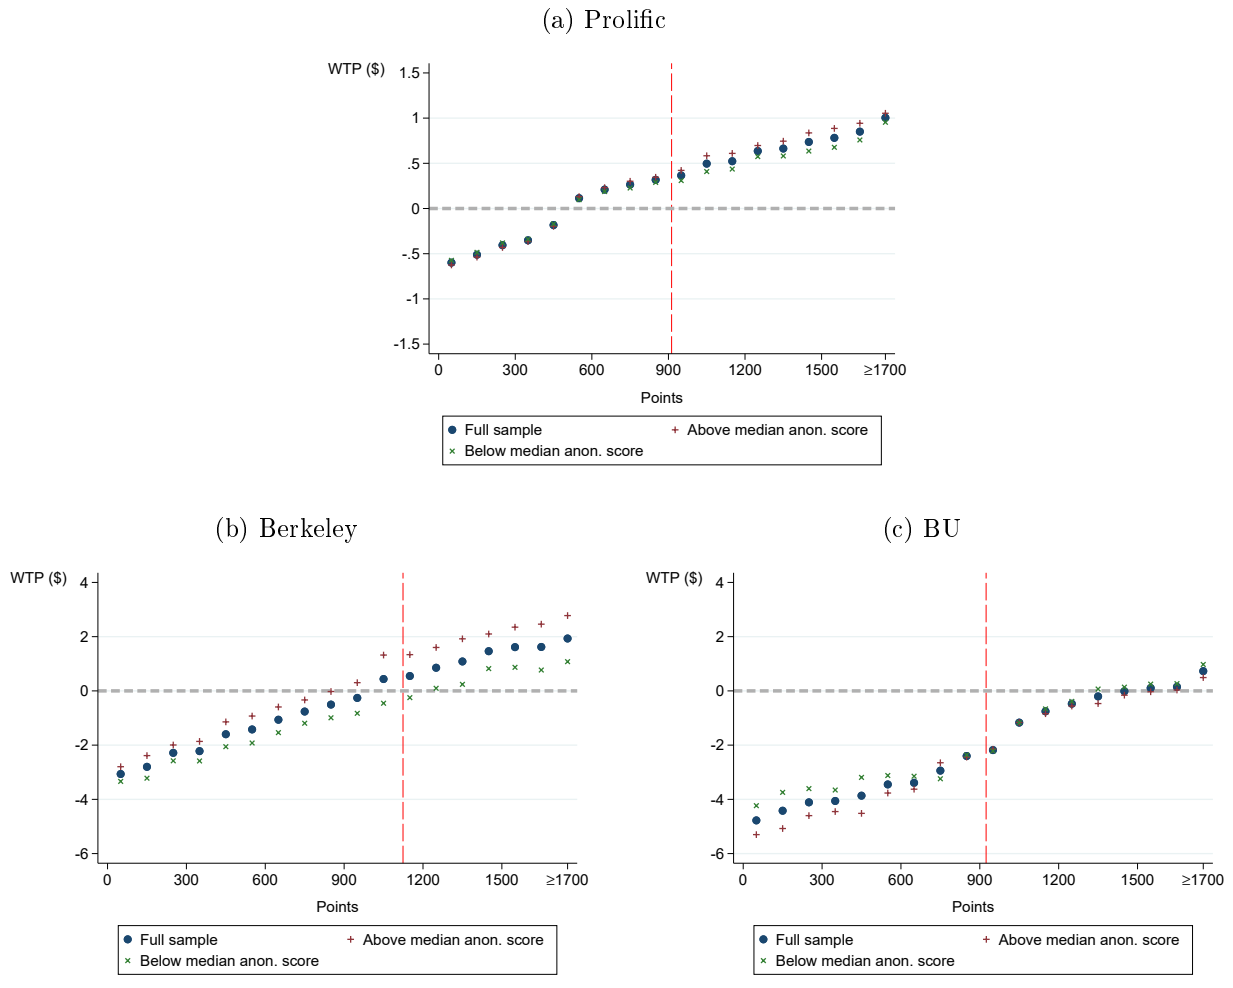 (a) Prolific
WTP ($)
1.5
1
.5
0
-.5
-1
-1.5
0 300 600 900 1200 1500 ≥1700
Points
Full sample Above median anon. score
Below median anon. score
(b) Berkeley
WTP ($)
4
2
0
-2
-4
-6
0 300 600 900 1200 1500 ≥1700
Points
Full sample Above median anon. score
Below median anon. score
(c) BU
WTP ($)
4
2
0
-2
-4
-6
0 300 600 900 1200 1500 ≥1700
Points
Full sample Above median anon. score
Below median anon. score